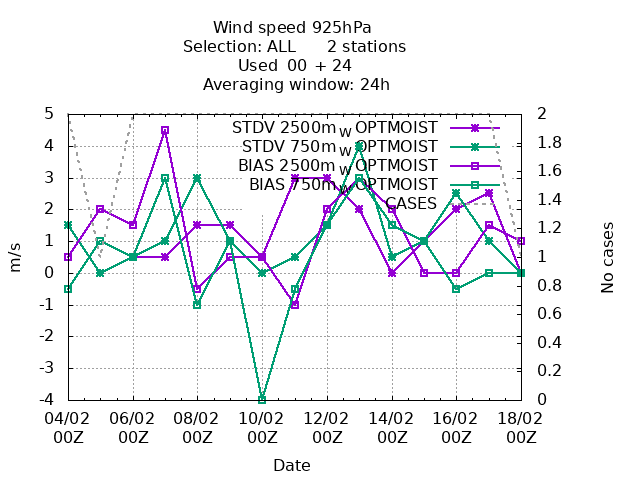 Wind speed 925hPa
Selection: ALL 2 stations
Used 00 + 24
Averaging window: 24h
5 2
4 1.8
3 1.6
2 1.4
1 1.2
0 1
-1 0.8
-2 0.6
-3 0.4
-4 0.2
0
STDV 2500m W OPTMOIST
STDV 750m W OPTMOIST
BIAS 2500m W OPTMOIST
BIAS 750m W OPTMOIST
CASES
m/s
No cases
04/02 06/02 08/02 10/02 12/02 14/02 16/02 18/02
00Z 00Z 00Z 00Z 00Z 00Z 00Z 00Z
Date